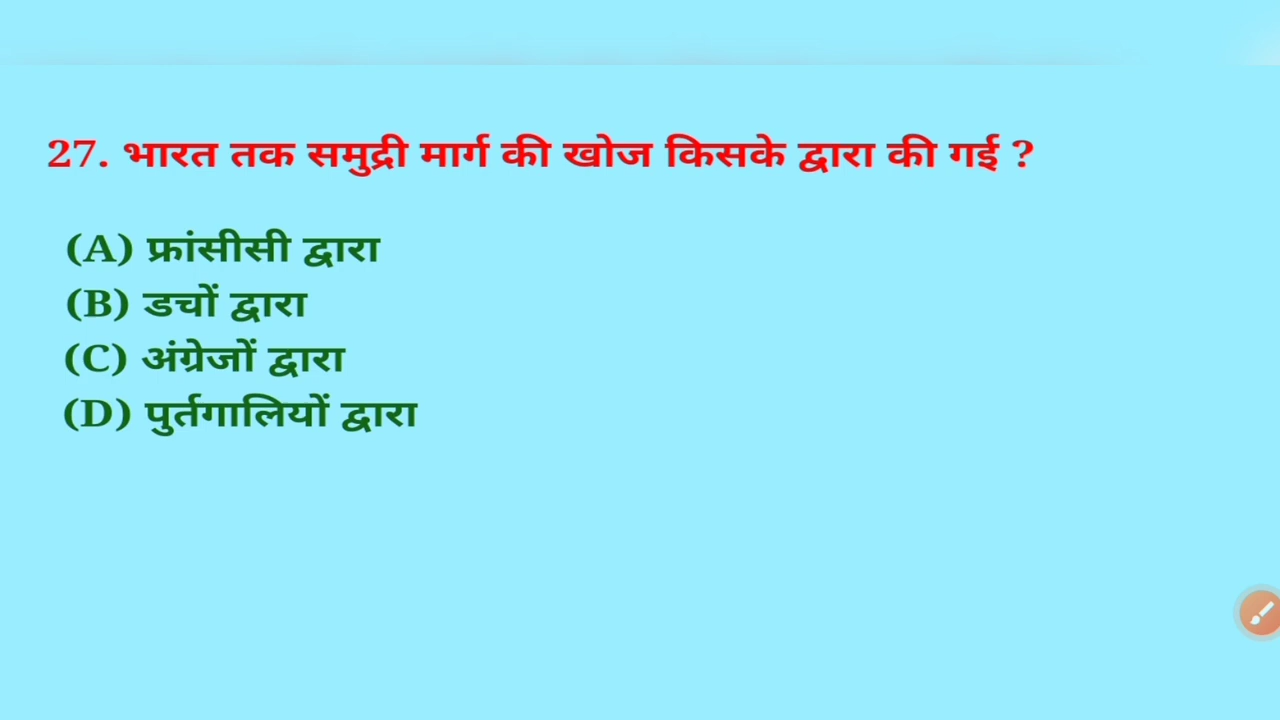 27. भारत तक समुद्री मार्ग की खोज किसके द्वारा की गई ?
(A) फ्रांसीसी द्वारा
(B) डचों द्वारा
(C) अंग्रेजों द्वारा
(D) पुर्तगालियों द्वारा